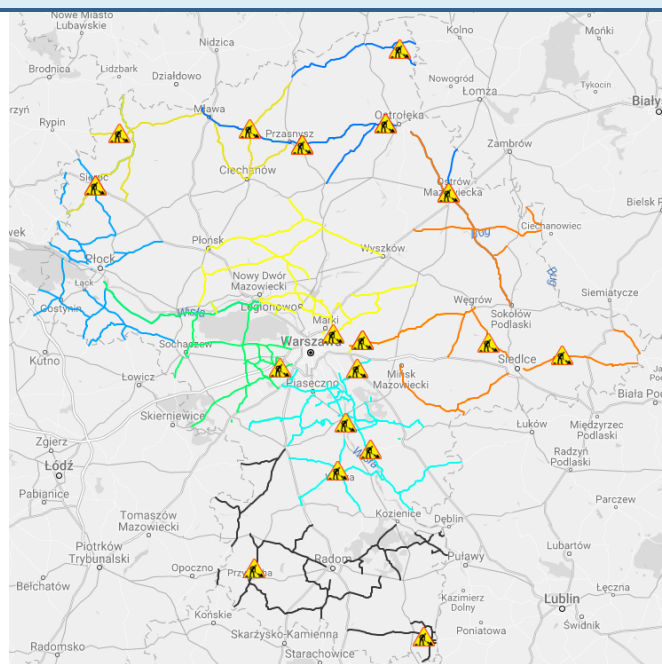 Nowe Miasto
Lubawskie
Kolno
Mońki
Nidzica
Brodnica
Lidzbark
Działdowo
Nowogród
Tykocin
Łomża
Mława
Biały
Rypin
Przasnysz
Ostrołęka
Zambrów
Ciechanów
Ostrów
Mazowiecka
Bielsk P
Ciechanowiec
Bug
Płońsk
Wyszków
Płock
Bug
Łąck
Nowy Dwór
Mazowiecki
Siemiatycze
Gostynin
Wisła
Legionowo
Węgrów
Sokołów
Podlaski
Marki
Kutno
Sochaczew
Warszawa
Siedlce
Łowicz
Piaseczno
Mińsk
Mazowiecki
Biała Pod
Skierniewice
Łuków
Międzyrzec
Podlaski
Zgierz
Radzyń
Podlaski
Wisła
Łódź
Pabianice
Parczew
Kozienice
Dęblin
Tomaszów
Mazowiecki
Piotrków
Trybunalski
Opoczno
Radom
Puławy
Lubartów
Bełchatów
Łęczna
Kazimierz
Dolny
Lublin
Końskie
Poniatowa
Świdnik
Radomsko
Skarżysko-Kamienna
Starachowice